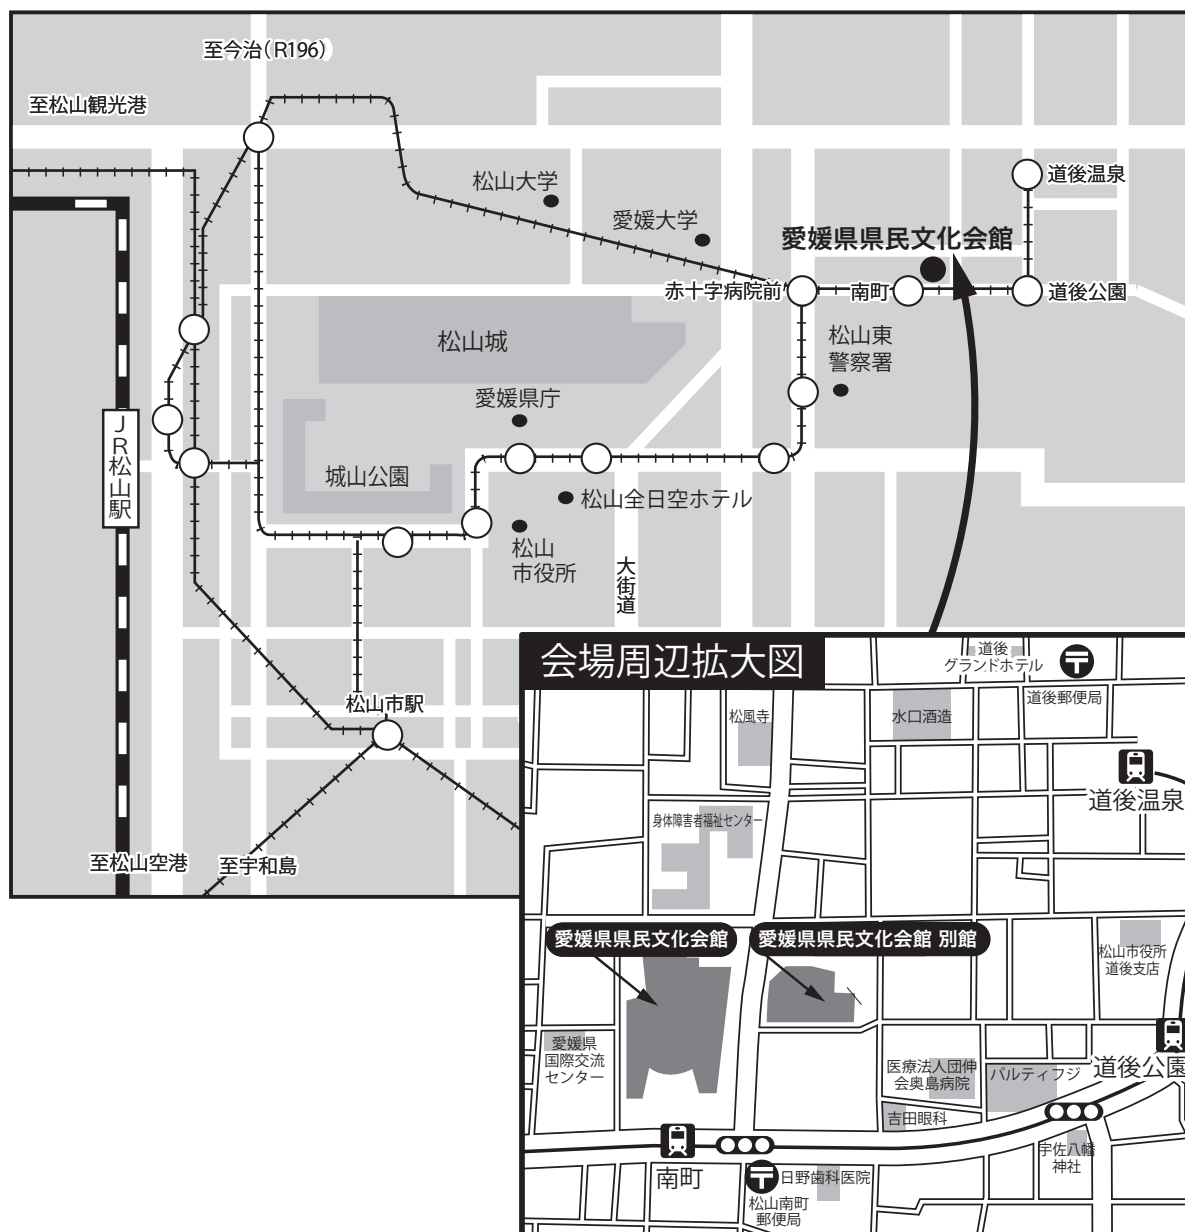 至今治（R196）
至松山観光港
松山大学
愛媛大学
道後温泉
愛媛県県民文化会館
赤十字病院前
南町
道後公園
松山城
松山東
警察署
愛媛県庁
JR松山駅
城山公園
松山全日空ホテル
松山
市役所
大街道
松山市駅
至松山空港
至宇和島
会場周辺拡大図
道後
グランドホテル
道後郵便局
松風寺
水口酒造
道後温泉
身体障害者福祉センター
愛媛県県民文化会館
愛媛県県民文化会館 別館
松山市役所
道後支店
愛媛県
国際交流
センター
医療法人団伸
会奥島病院
パルティフジ
道後公園
吉田眼科
宇佐八幡
神社
南町
日野歯科医院
松山南町
郵便局